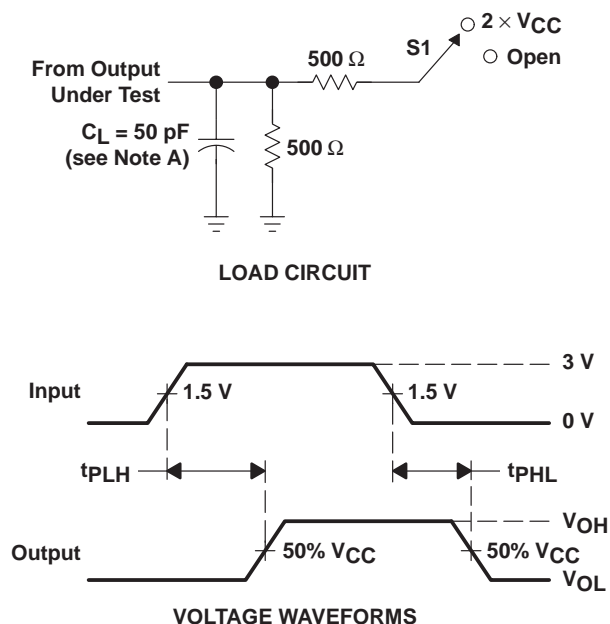 2 × VCC
S1
Open
500 Ω
From Output
Under Test
CL = 50 pF
(see Note A)
500 Ω
LOAD CIRCUIT
3 V
Input
1.5 V
1.5 V
0 V
tPLH
tPHL
VOH
Output
50% VCC
50% VCC
VOL
VOLTAGE WAVEFORMS